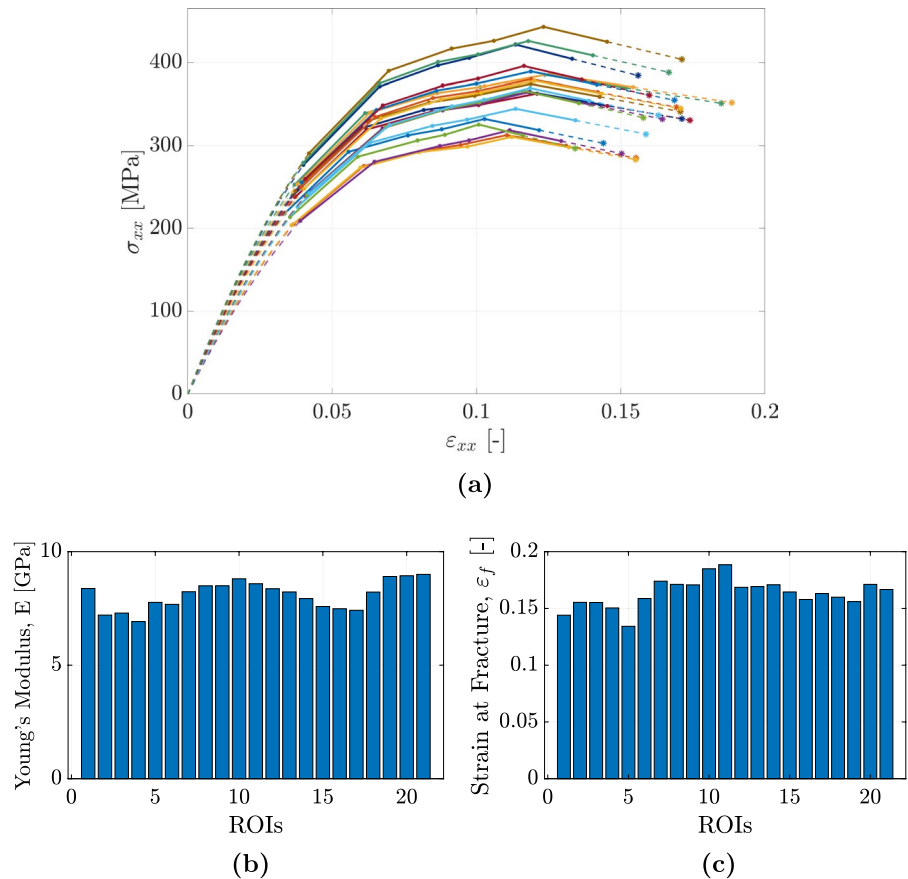 400
300
200
100
0
σxx [MPa]
0 0.05 0.1 0.15 0.2
εxx [-]
(a)
10
5
0
Young's Modulus, E [GPa]
0 5 10 15 20
ROIs
(b)
0.2
0.15
0.1
0.05
0
Strain at Fracture, εf [-]
0 5 10 15 20
ROIs
(c)